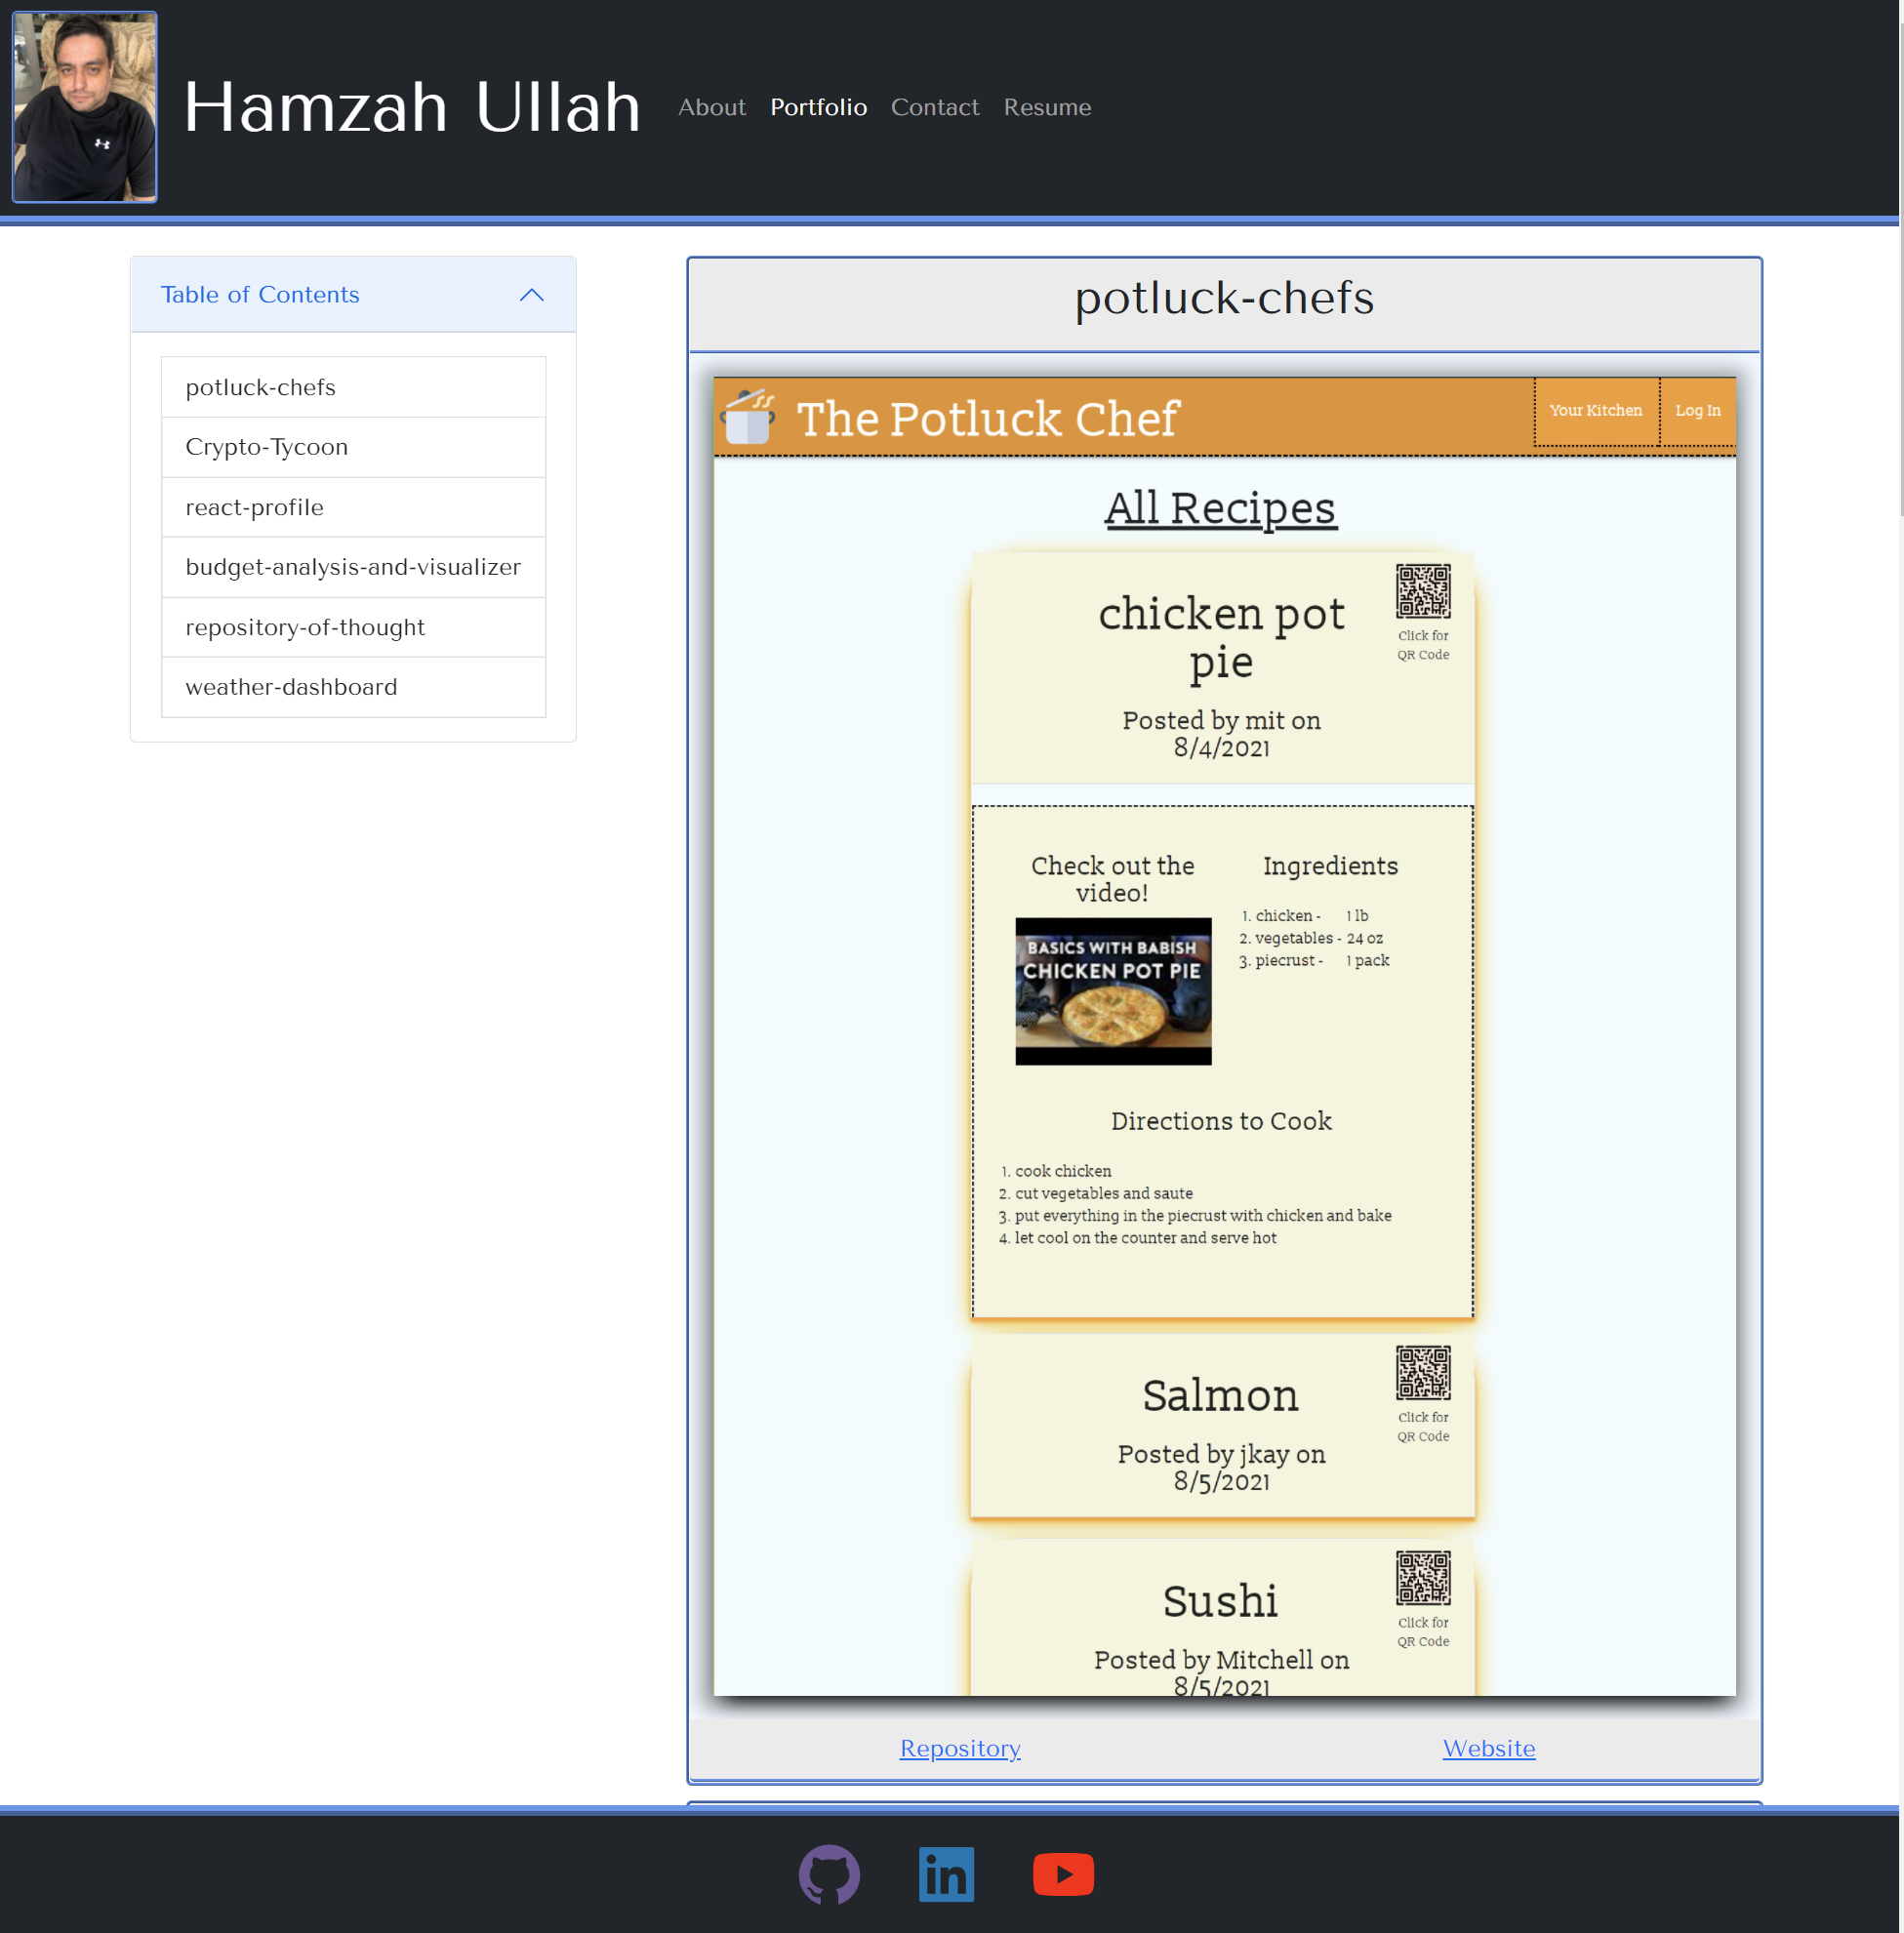 Hamzah Ullah
About Portfolio Contact Resume
Table of Contents
potluck-chefs
Crypto-Tycoon
react-profile
budget-analysis-and-visualizer
repository-of-thought
weather-dashboard
potluck-chefs
The Potluck Chef
Your Kitchen Log In
All Recipes
chicken pot
pie
Posted by mit on
8/4/2021
Click for
QR Code
Check out the
video!
BASICS WITH BABISH
CHICKEN POT PIE
Ingredients
1. chicken - 1 lb
2. vegetables - 24 oz
3. piecrust - 1 pack
Directions to Cook
1. cook chicken
2. cut vegetables and saute
3. put everything in the piecrust with chicken and bake
4. let cool on the counter and serve hot
Salmon
Posted by jkay on
8/5/2021
Click for
QR Code
Sushi
Posted by Mitchell on
8/5/2021
Click for
QR Code
Repository Website
in